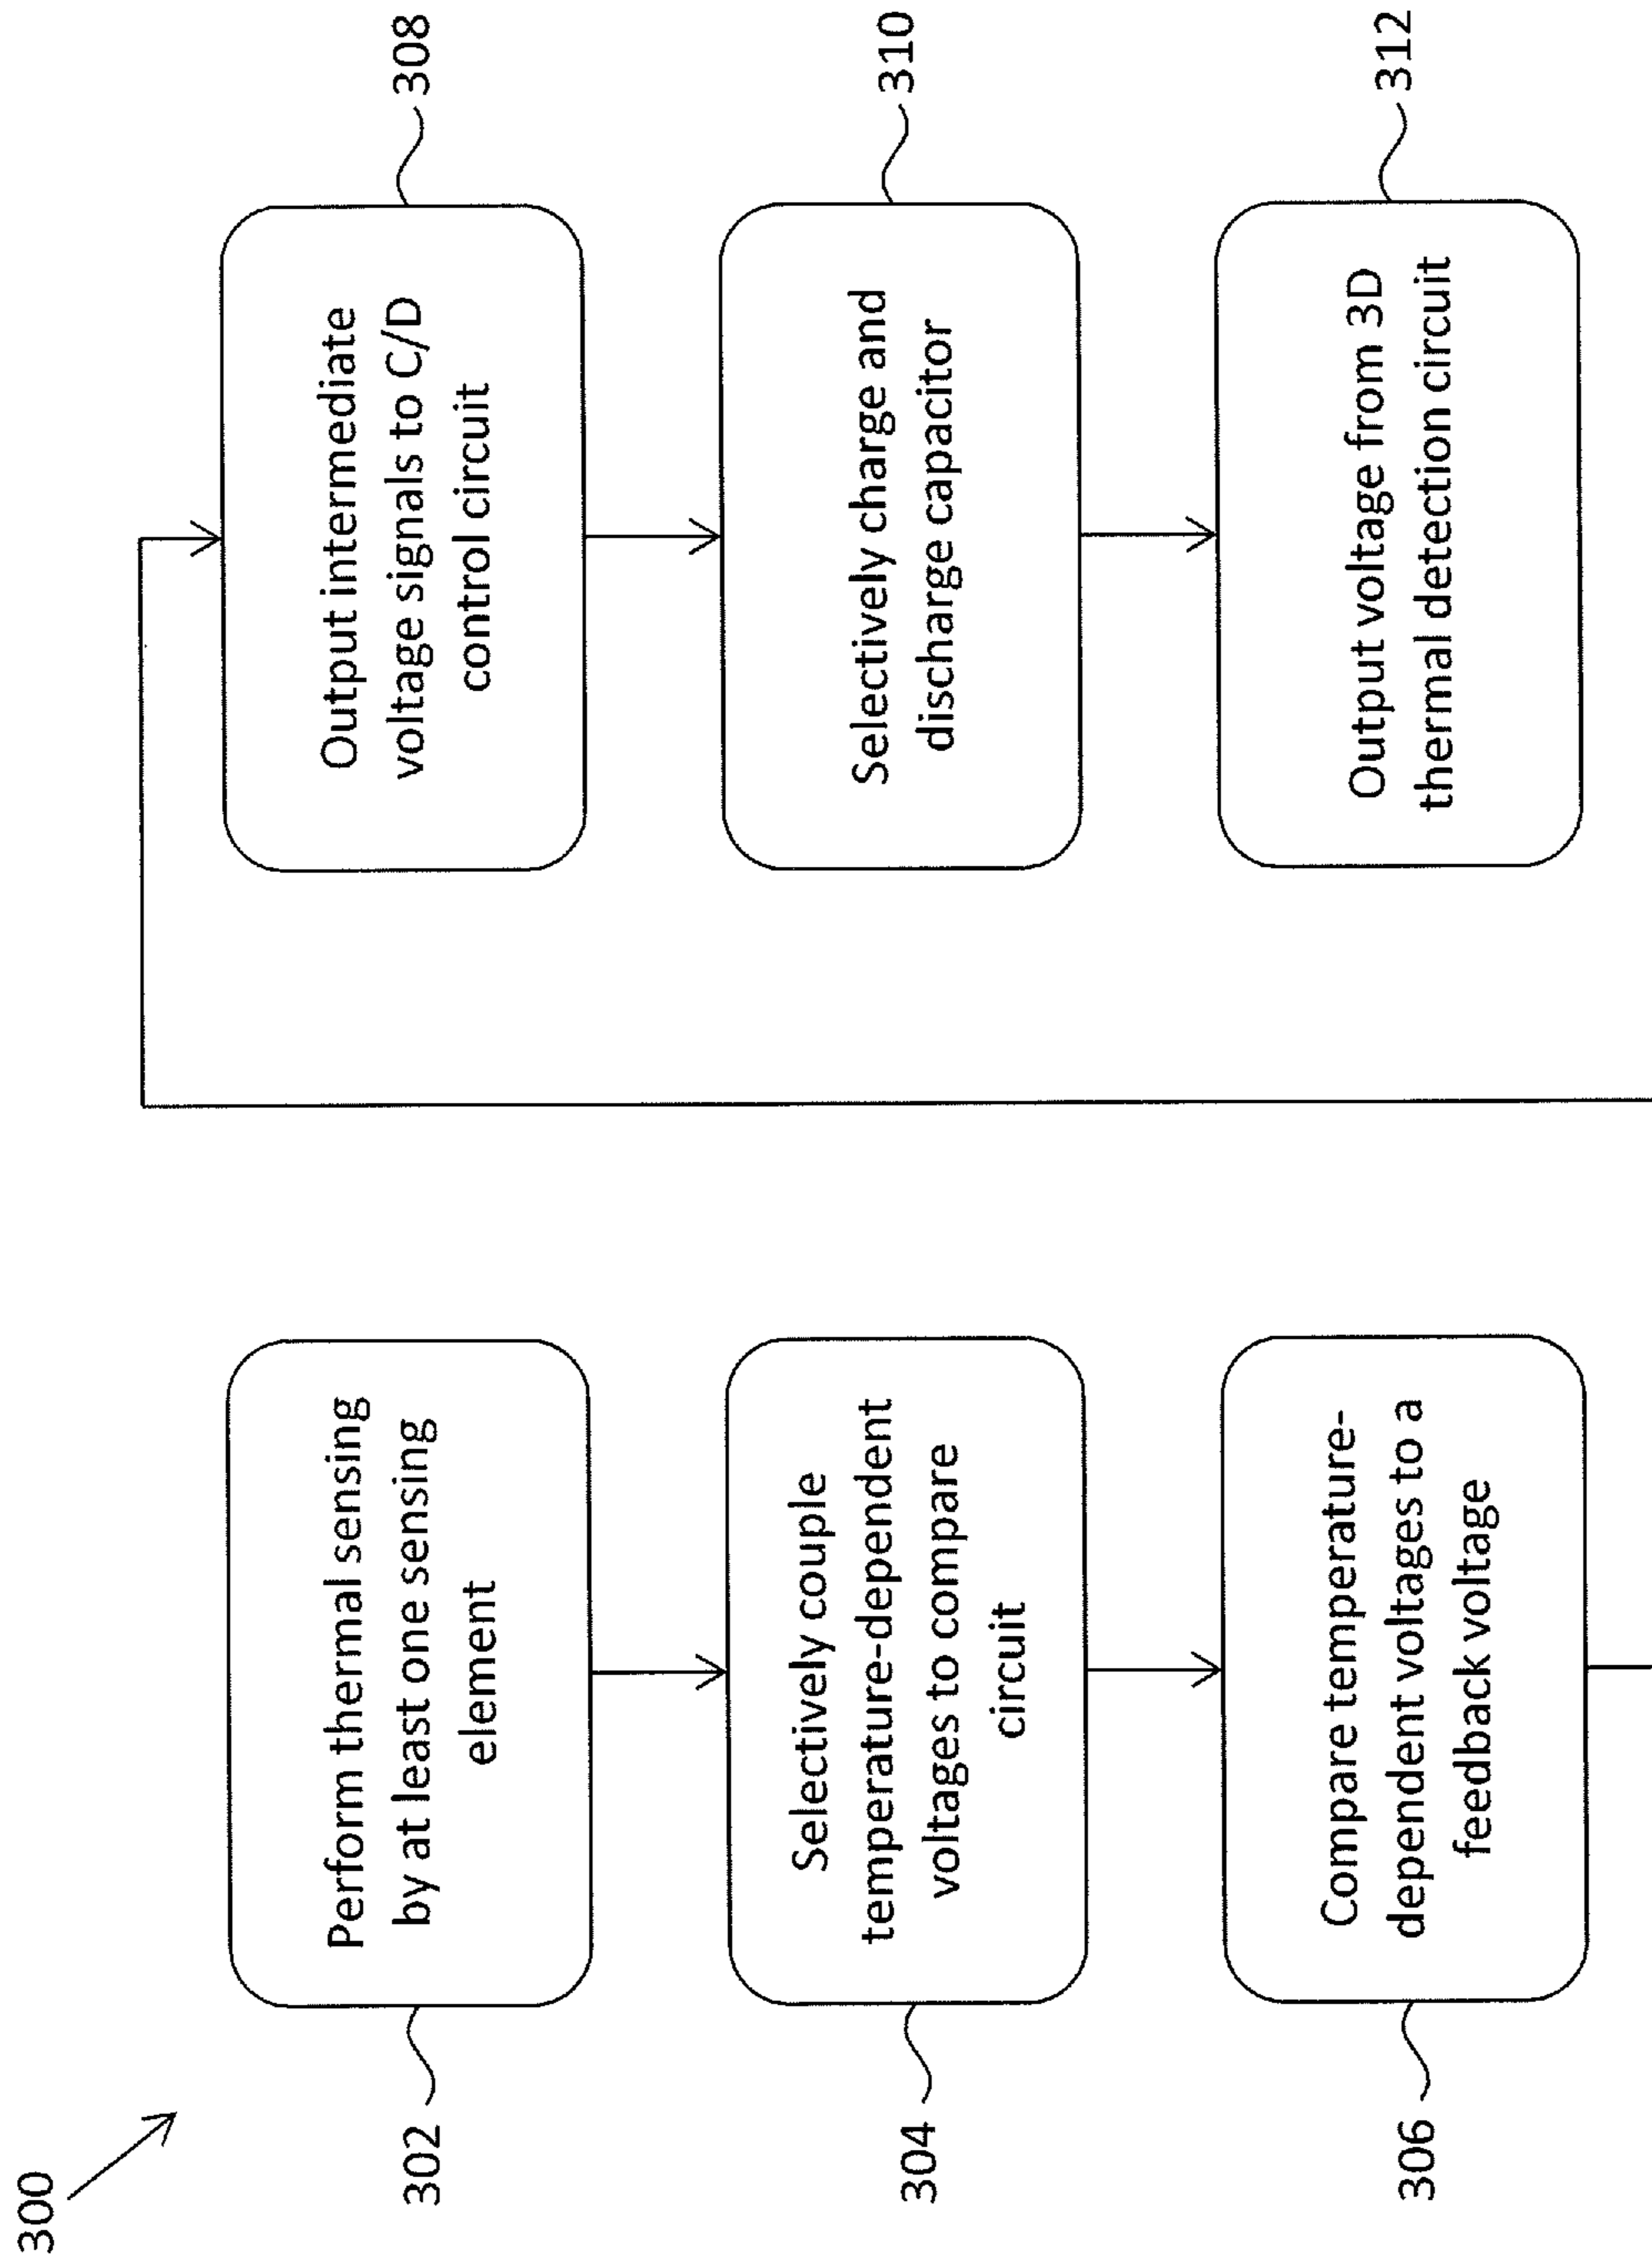 300
302
Perform thermal sensing
by at least one sensing
element
304
Selectively couple
temperature-dependent
voltages to compare
circuit
306
Compare temperature-
dependent voltages to a
feedback voltage
308
Output intermediate
voltage signals to C/D
control circuit
310
Selectively charge and
discharge capacitor
312
Output voltage from 3D
thermal detection circuit